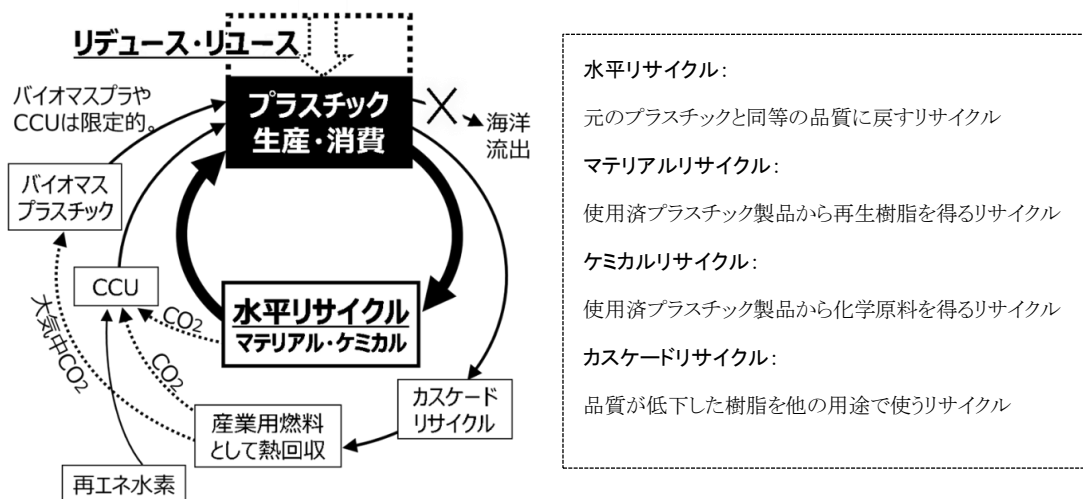 リデュース・リユース
バイオマスプラや
CCUは限定的。
プラスチック
生産・消費
海洋
流出
バイオマス
プラスチック
CCU
大気中CO2
CO2
CO2
水平リサイクル
マテリアル・ケミカル
カスケード
リサイクル
産業用燃料
として熱回収
再エネ水素
水平リサイクル：
元のプラスチックと同等の品質に戻すリサイクル
マテリアルリサイクル：
使用済プラスチック製品から再生樹脂を得るリサイクル
ケミカルリサイクル：
使用済プラスチック製品から化学原料を得るリサイクル
カスケードリサイクル：
品質が低下した樹脂を他の用途で使うリサイクル